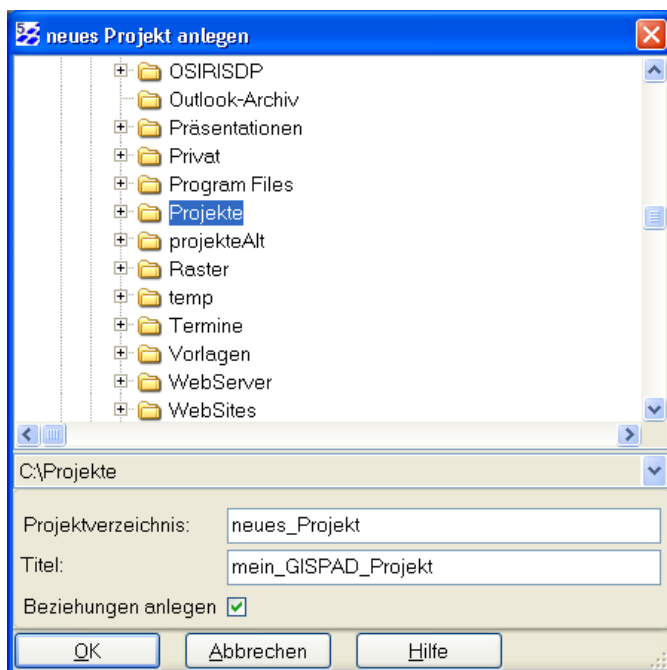 neues Projekt anlegen
OSIRISDP
Outlook-Archiv
Präsentationen
Privat
Program Files
Projekte
projekteAlt
Raster
temp
Termine
Vorlagen
WebServer
WebSites
C:\Projekte
Projektverzeichnis: neues_Projekt
Titel: mein_GISPAD_Projekt
Beziehungen anlegen
OK Abbrechen Hilfe